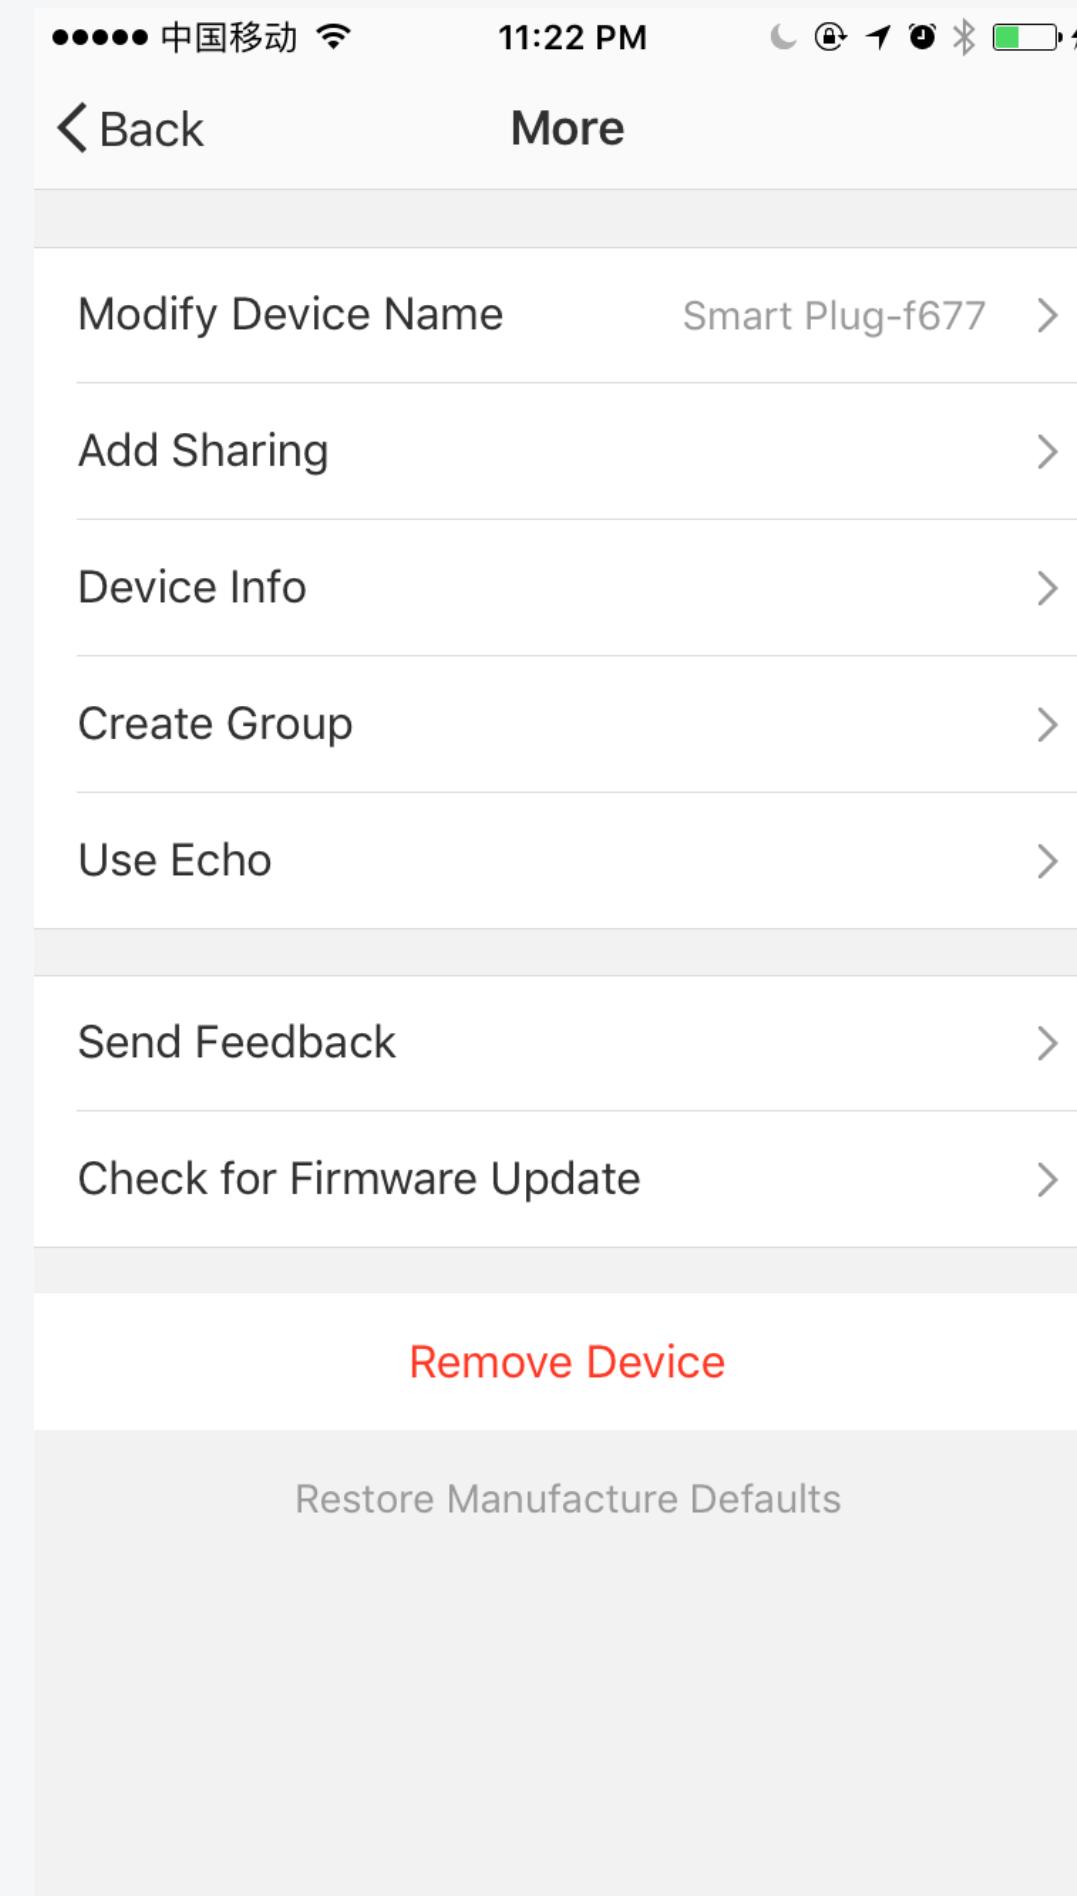 中国移动 11:22 PM
Back More
Modify Device Name Smart Plug-f677
Add Sharing
Device Info
Create Group
Use Echo
Send Feedback
Check for Firmware Update
Remove Device
Restore Manufacture Defaults